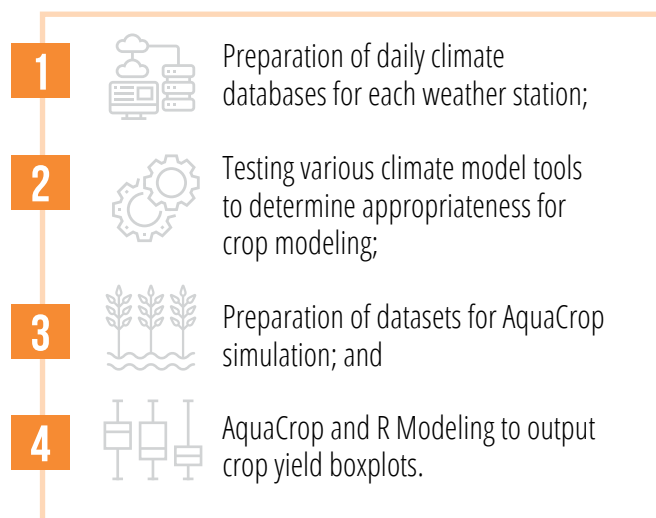 1
Preparation of daily climate
databases for each weather station;
2
Testing various climate model tools
to determine appropriateness for
crop modeling;
3
Preparation of datasets for AquaCrop
simulation; and
4
AquaCrop and R Modeling to output
crop yield boxplots.